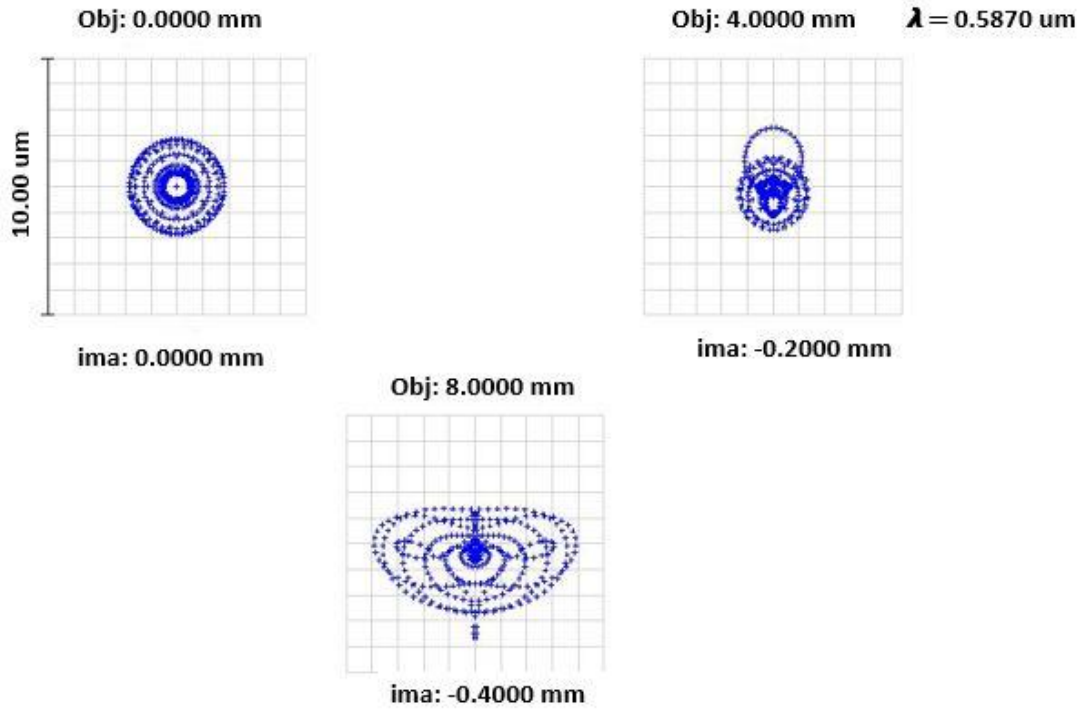 Obj: 0.0000 mm
Obj: 4.0000 mm
λ = 0.5870 um
10.00 um
ima: 0.0000 mm
ima: -0.2000 mm
Obj: 8.0000 mm
ima: -0.4000 mm